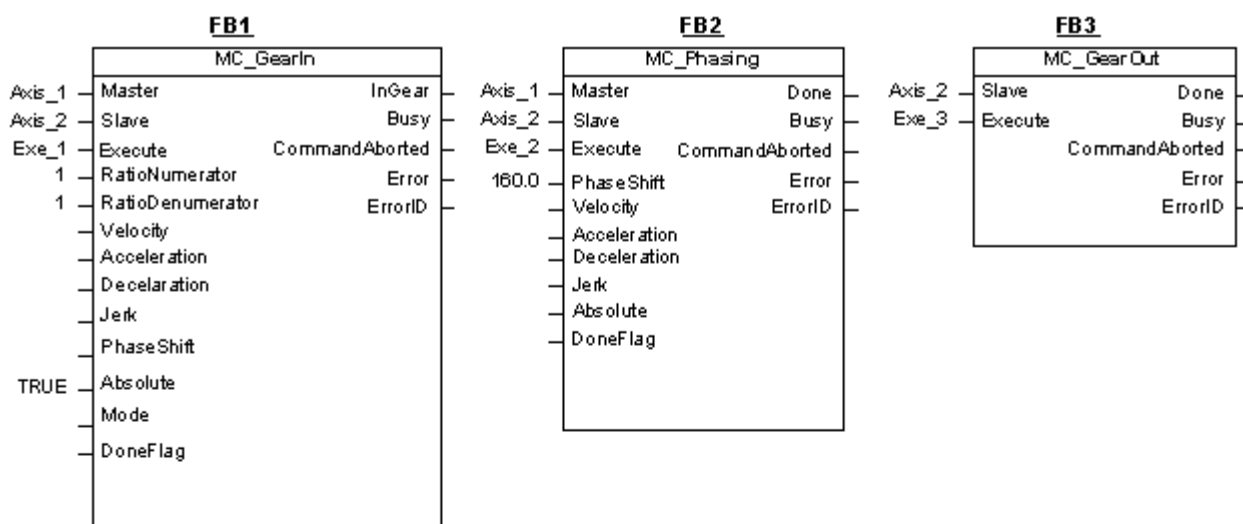 FB1
MC_GearIn
Axis_1 Master InGear
Axis_2 Slave Busy
Exe_1 Execute CommandAborted
1 RatioNumerator Error
1 RatioDenumerator ErrorID
Velocity
Acceleration
Decelaration
Jerk
PhaseShift
TRUE Absolute
Mode
DoneFlag
FB2
MC_Phasing
Axis_1 Master Done
Axis_2 Slave Busy
Exe_2 Execute CommandAborted
160.0 PhaseShift Error
Velocity ErrorID
Acceleration
Deceleration
Jerk
Absolute
DoneFlag
FB3
MC_GearOut
Axis_2 Slave Done
Exe_3 Execute Busy
CommandAborted
Error
ErrorID